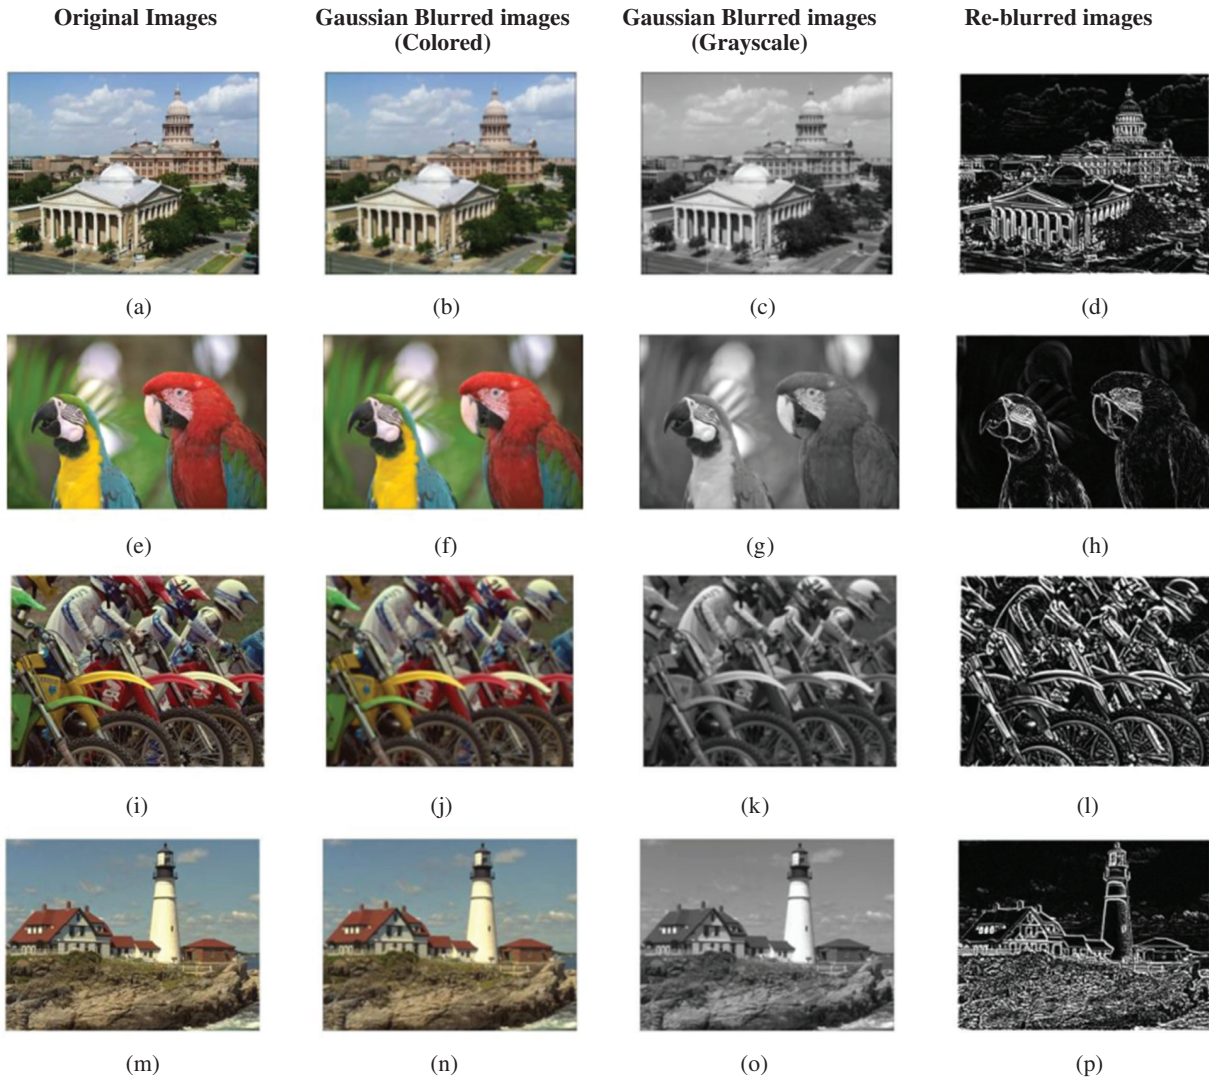 Original Images
Gaussian Blurred images
(Colored)
Gaussian Blurred images
(Grayscale)
Re-blurred images
(a)
(b)
(c)
(d)
(e)
(f)
(g)
(h)
(i)
(j)
(k)
(l)
(m)
(n)
(o)
(p)